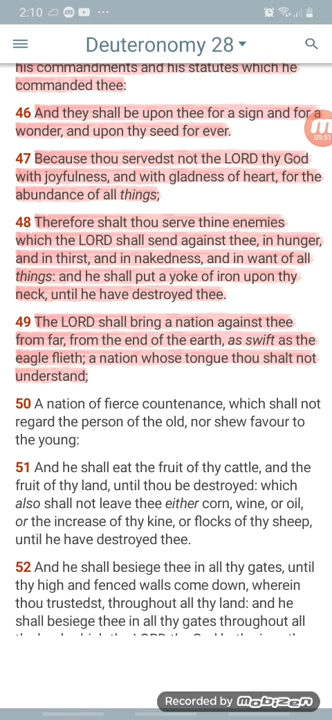 2:10
Deuteronomy 28
his commandments and his statutes which he
commanded thee:
46 And they shall be upon thee for a sign and for a
wonder, and upon thy seed for ever.
09:51
47 Because thou servedst not the LORD thy God
with joyfulness, and with gladness of heart, for the
abundance of all things;
48 Therefore shalt thou serve thine enemies
which the LORD shall send against thee, in hunger,
and in thirst, and in nakedness, and in want of all
things: and he shall put a yoke of iron upon thy
neck, until he have destroyed thee.
49 The LORD shall bring a nation against thee
from far, from the end of the earth, as swift as the
eagle flieth; a nation whose tongue thou shalt not
understand;
50 A nation of fierce countenance, which shall not
regard the person of the old, nor shew favour to
the young:
51 And he shall eat the fruit of thy cattle, and the
fruit of thy land, until thou be destroyed: which
also shall not leave thee either corn, wine, or oil,
or the increase of thy kine, or flocks of thy sheep,
until he have destroyed thee.
52 And he shall besiege thee in all thy gates, until
thy high and fenced walls come down, wherein
thou trustedst, throughout all thy land: and he
shall besiege thee in all thy gates throughout all
Recorded by mobizen